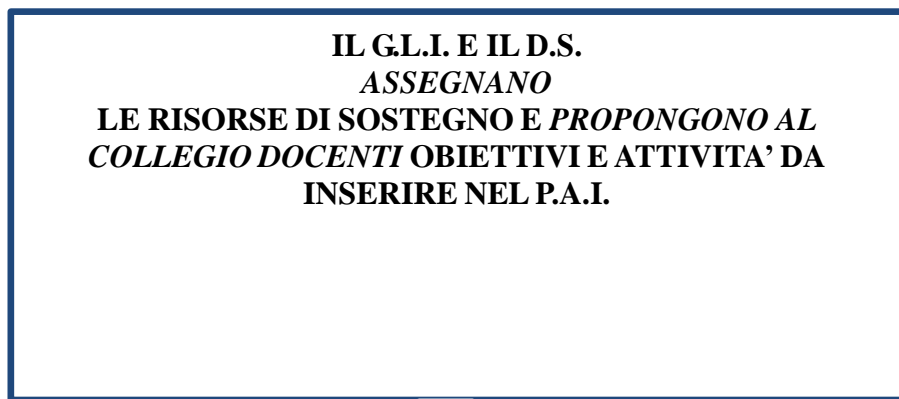 IL G.L.I. E IL D.S.
ASSEGNANO
LE RISORSE DI SOSTEGNO E PROPONGONO AL
COLLEGIO DOCENTI OBIETTIVI E ATTIVITA’ DA
INSERIRE NEL P.A.I.